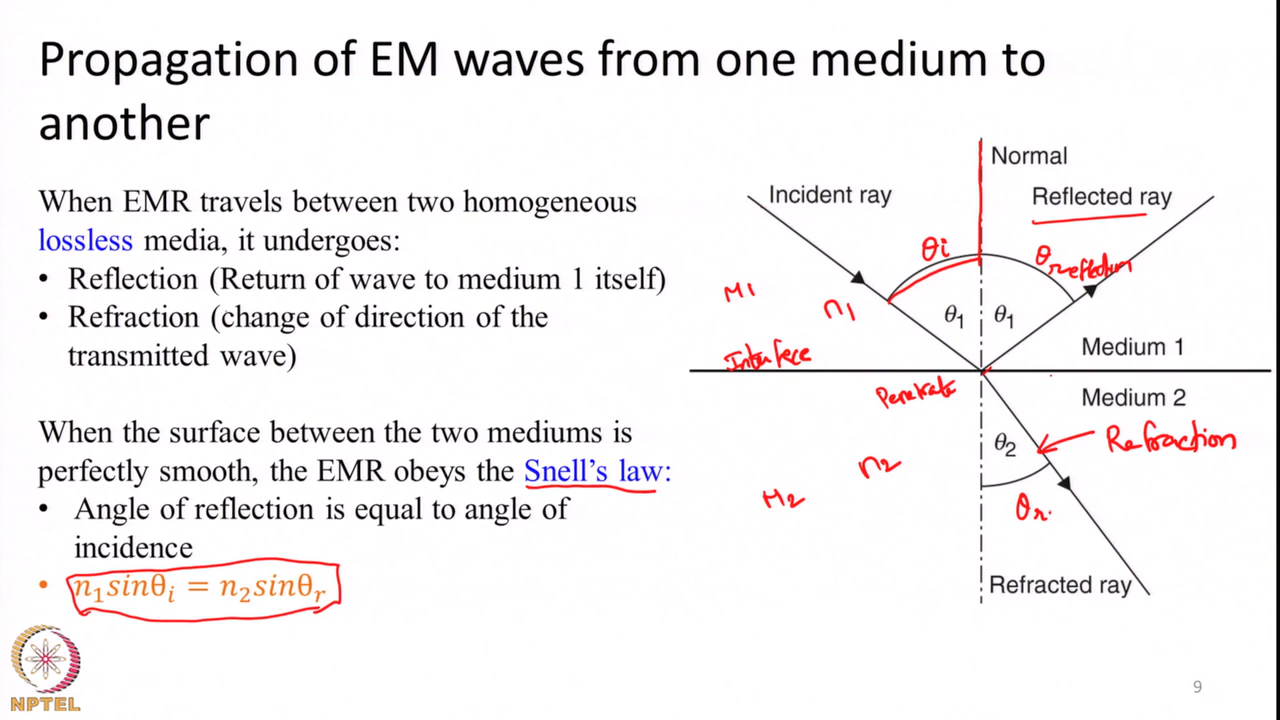 Propagation of EM waves from one medium to
another
When EMR travels between two homogeneous
lossless media, it undergoes:
• Reflection (Return of wave to medium 1 itself)
• Refraction (change of direction of the
transmitted wave)
When the surface between the two mediums is
perfectly smooth, the EMR obeys the Snell's law:
• Angle of reflection is equal to angle of
incidence
• n₁sinθᵢ = n₂sinθᵣ
Normal
Incident ray
Reflected ray
θi
θreflection
M1
n1
θ₁ θ₁
Interface
Medium 1
Penetrate
Medium 2
θ₂
Refraction
n2
M2
θr
Refracted ray
NPTEL
9